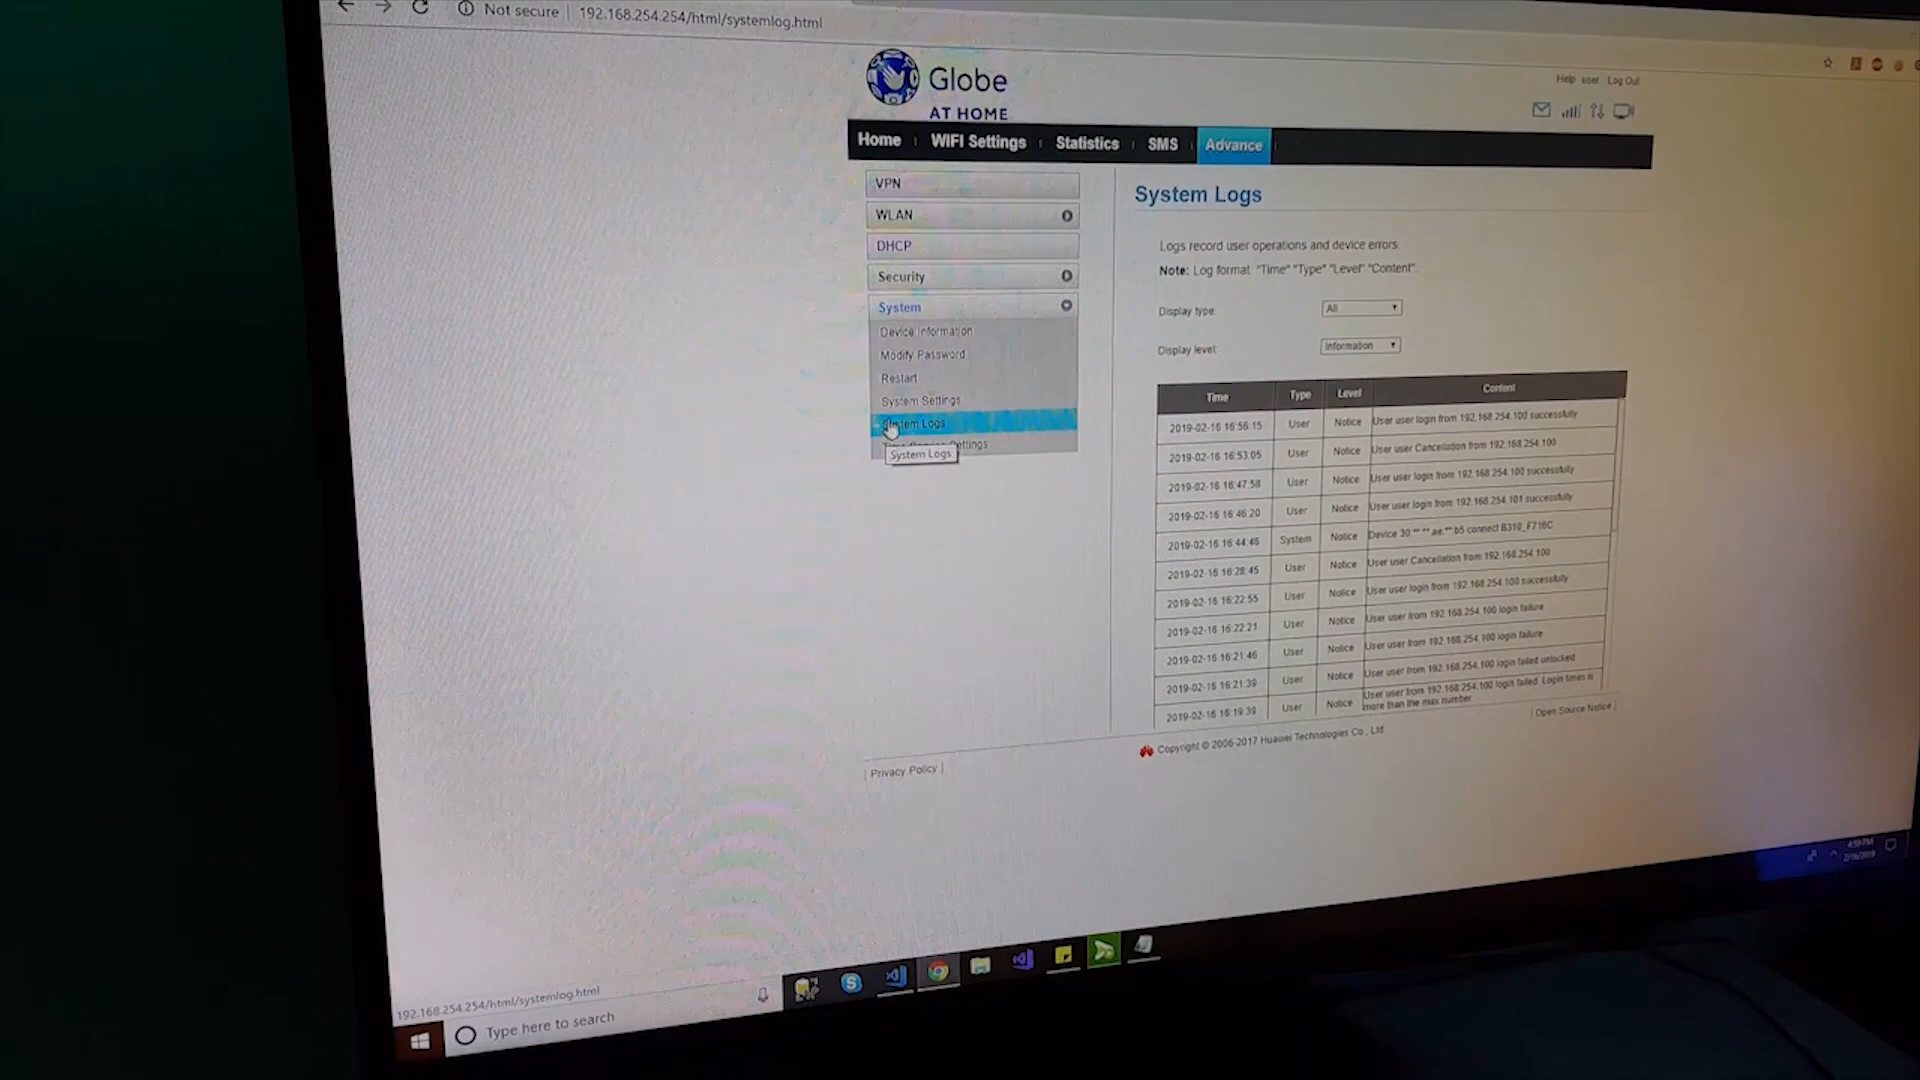 Not secure | 192.168.254.254/html/systemlog.html
Globe
AT HOME
Help user Log Out
Home WIFI Settings Statistics SMS Advance
VPN
WLAN
DHCP
Security
System
Device Information
Modify Password
Restart
System Settings
System Logs
Settings
System Logs
System Logs
Logs record user operations and device errors.
Note: Log format: "Time" "Type" "Level" "Content".
Display type: All
Display level: Information
Time Type Level Content
2019-02-16 16:56:15 User Notice User user login from 192.168.254.100 successfully
2019-02-16 16:53:05 User Notice User user Cancellation from 192.168.254.100
2019-02-16 16:47:58 User Notice User user login from 192.168.254.100 successfully
2019-02-16 16:46:20 User Notice User user login from 192.168.254.101 successfully
2019-02-16 16:44:46 System Notice Device 30:**:**:ae:**:b5 connect B310_F716C
2019-02-16 16:28:45 User Notice User user Cancellation from 192.168.254.100
2019-02-16 16:22:55 User Notice User user login from 192.168.254.100 successfully
2019-02-16 16:22:21 User Notice User user from 192.168.254.100 login failure
2019-02-16 16:21:46 User Notice User user from 192.168.254.100 login failure
2019-02-16 16:21:39 User Notice User user from 192.168.254.100 login failed unlocked
2019-02-16 16:19:39 User Notice User user from 192.168.254.100 login failed. Login times is
more than the max number
| Open Source Notice |
Copyright © 2006-2017 Huawei Technologies Co., Ltd.
| Privacy Policy |
4:59 PM
2/16/2019
192.168.254.254/html/systemlog.html
Type here to search